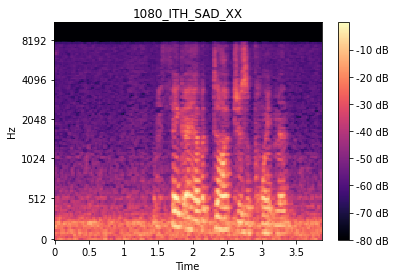 1080_ITH_SAD_XX
8192
4096
2048
1024
512
0
Hz
0
0.5
1
1.5
2
2.5
3
3.5
Time
-10 dB
-20 dB
-30 dB
-40 dB
-50 dB
-60 dB
-70 dB
-80 dB